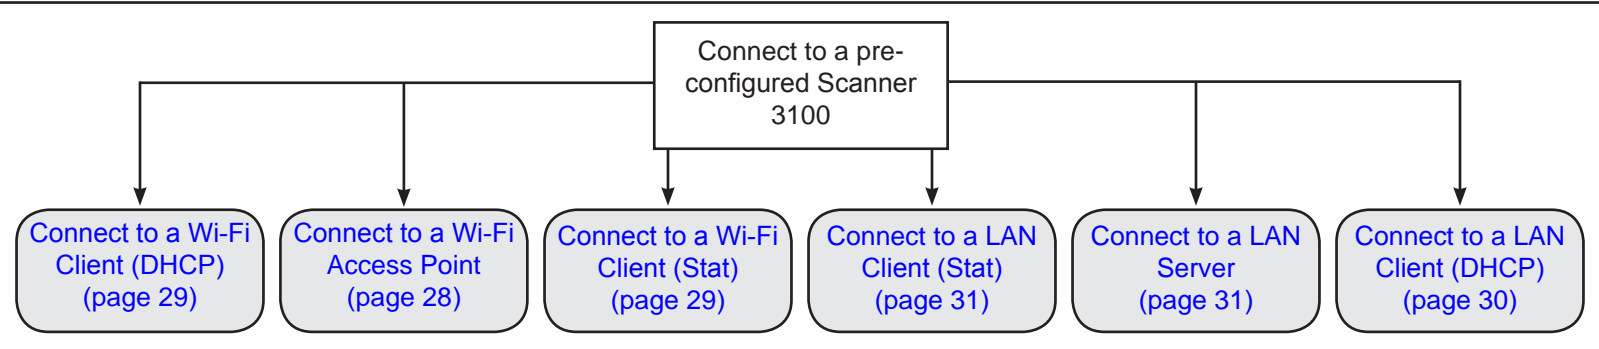 Connect to a pre-
configured Scanner
3100
Connect to a Wi-Fi
Client (DHCP)
(page 29)
Connect to a Wi-Fi
Access Point
(page 28)
Connect to a Wi-Fi
Client (Stat)
(page 29)
Connect to a LAN
Client (Stat)
(page 31)
Connect to a LAN
Server
(page 31)
Connect to a LAN
Client (DHCP)
(page 30)